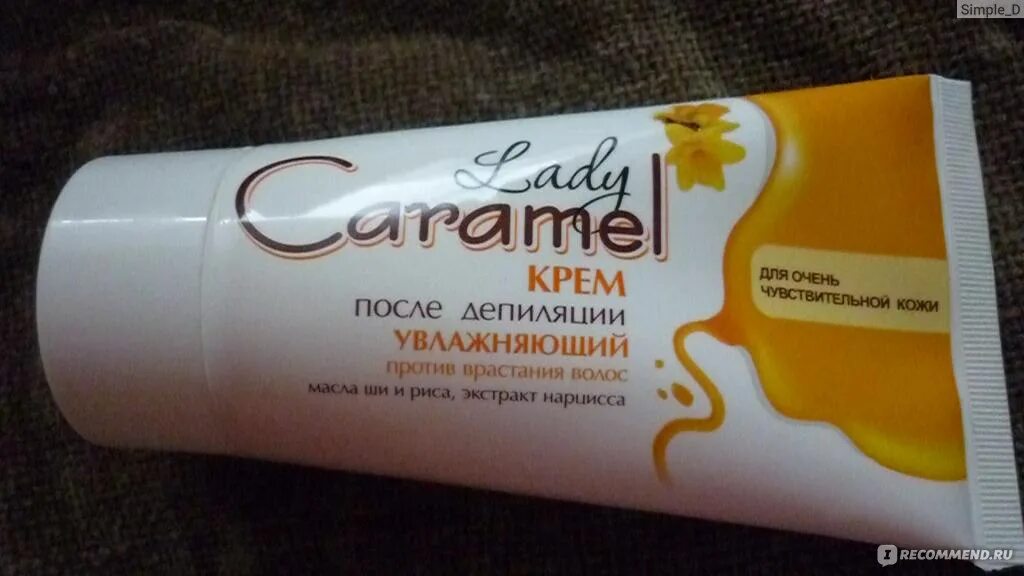 Simple_D
Lady
Caramel
КРЕМ
ПОСЛЕ ДЕПИЛЯЦИИ
УВЛАЖНЯЮЩИЙ
ПРОТИВ ВРАСТАНИЯ ВОЛОС
МАСЛА ШИ И РИСА, ЭКСТРАКТ НАРЦИССА
ДЛЯ ОЧЕНЬ
ЧУВСТВИТЕЛЬНОЙ КОЖИ
IRECOMMEND.RU